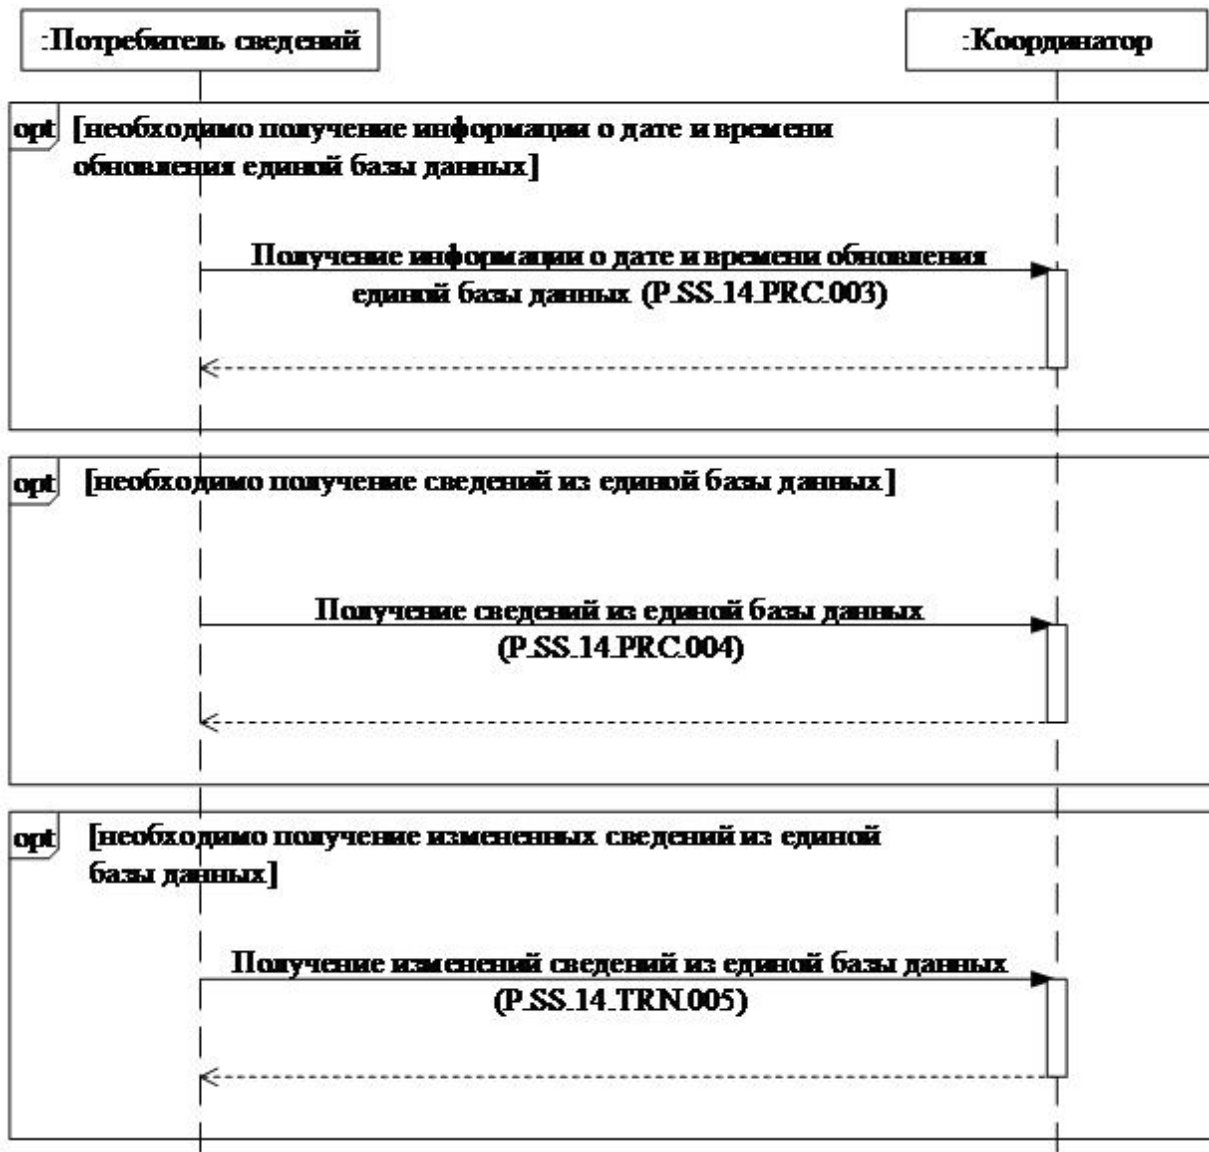 :Потребитель сведений
:Координатор
opt
[необходимо получение информации о дате и времени
обновления единой базы данных]
Получение информации о дате и времени обновления
единой базы данных (P.SS.14.PRC.003)
opt
[необходимо получение сведений из единой базы данных]
Получение сведений из единой базы данных
(P.SS.14.PRC.004)
opt
[необходимо получение измененных сведений из единой
базы данных]
Получение изменений сведений из единой базы данных
(P.SS.14.TRN.005)